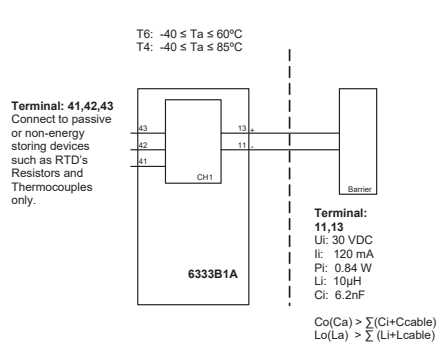 T6: -40 ≤ Ta ≤ 60ºC
T4: -40 ≤ Ta ≤ 85ºC
Terminal: 41,42,43
Connect to passive
or non-energy
storing devices
such as RTD's
Resistors and
Thermocouples
only.
43
42
41
CH1
13 +
11 -
6333B1A
Barrier
Terminal:
11,13
Ui: 30 VDC
Ii: 120 mA
Pi: 0.84 W
Li: 10µH
Ci: 6.2nF
Co(Ca) > ∑(Ci+Ccable)
Lo(La) > ∑(Li+Lcable)